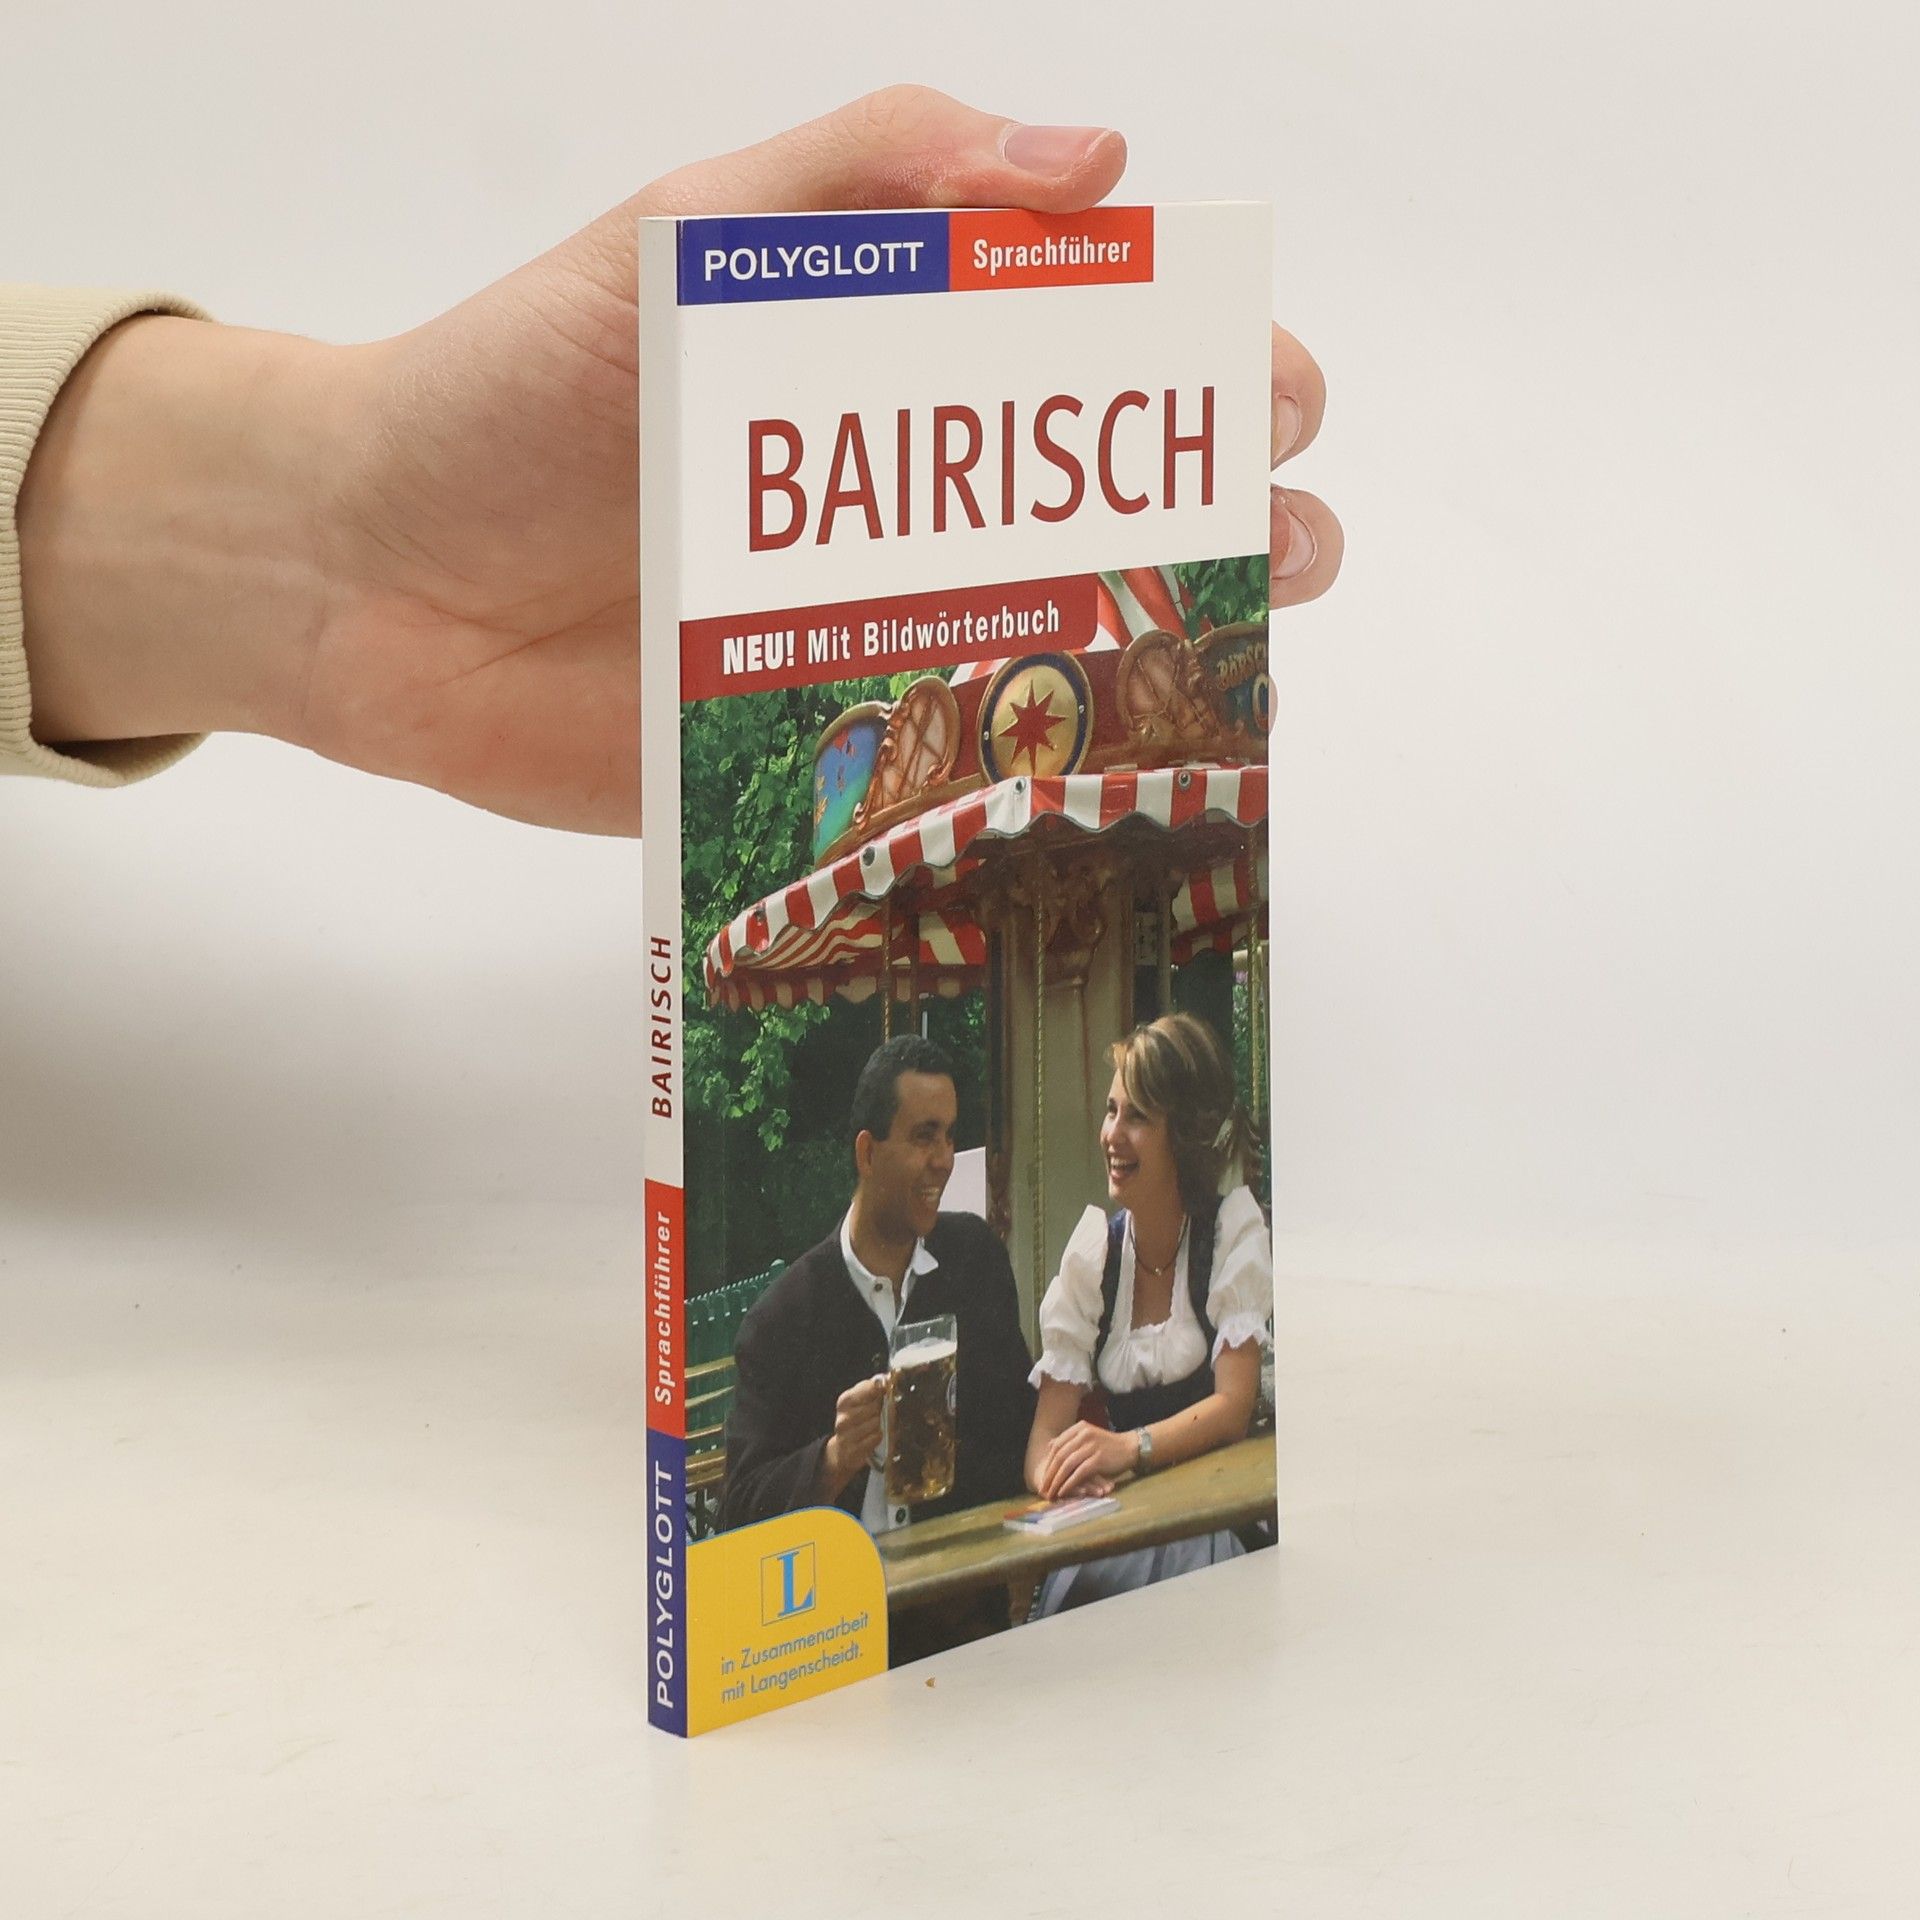 POLYGLOTT Sprachführer
BAIRISCH
NEU! Mit Bildwörterbuch
L
in Zusammenarbeit
mit Langenscheidt.
POLYGLOTT Sprachführer BAIRISCH